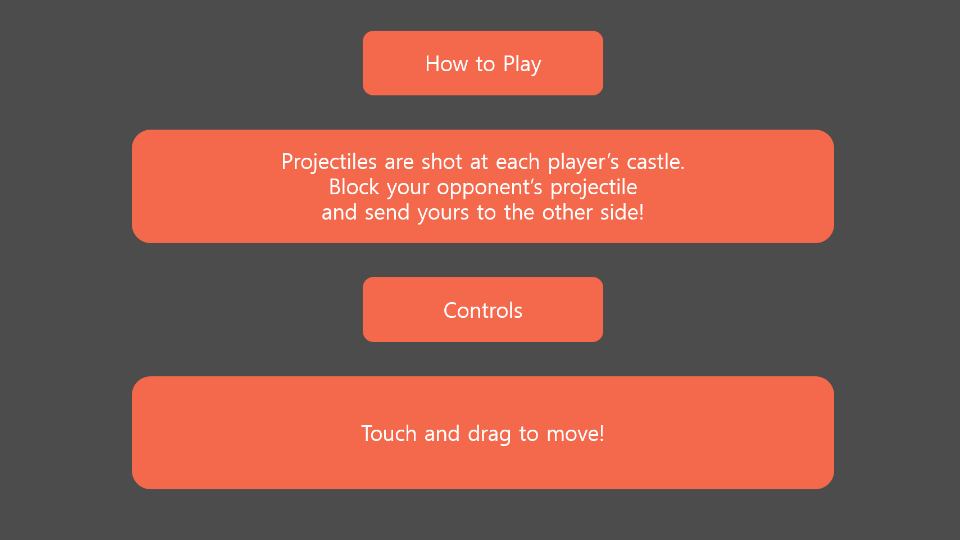 How to Play
Projectiles are shot at each player’s castle.
Block your opponent’s projectile
and send yours to the other side!
Controls
Touch and drag to move!